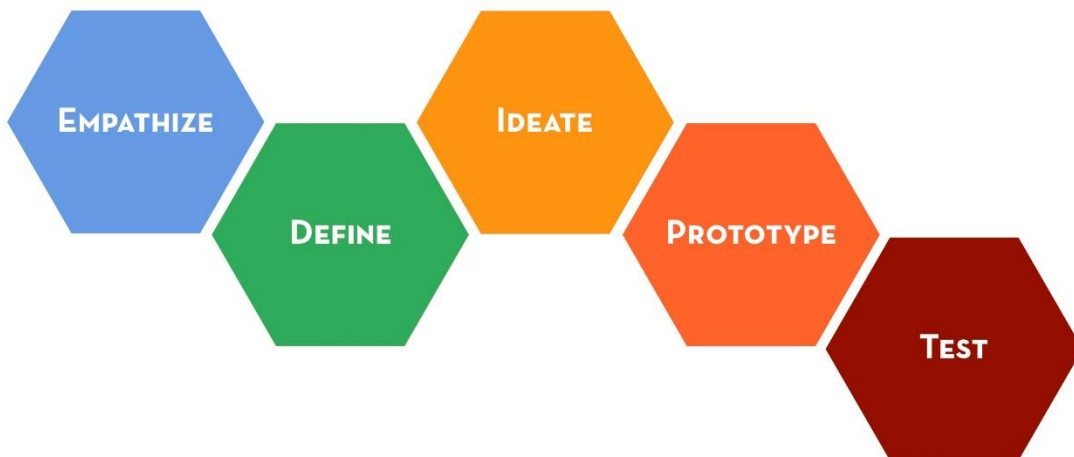 EMPATHIZE
DEFINE
IDEATE
PROTOTYPE
TEST